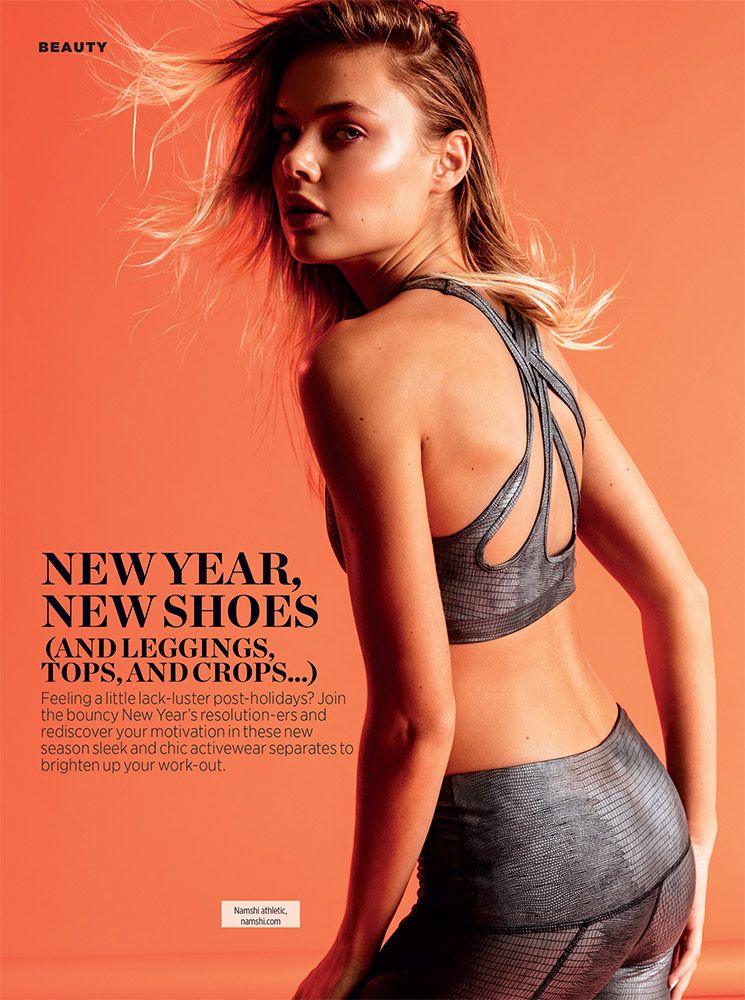 BEAUTY
NEW YEAR,
NEW SHOES
(AND LEGGINGS,
TOPS, AND CROPS...)
Feeling a little lack-luster post-holidays? Join
the bouncy New Year's resolution-ers and
rediscover your motivation in these new
season sleek and chic activewear separates to
brighten up your work-out.
Namshi athletic,
namshi.com